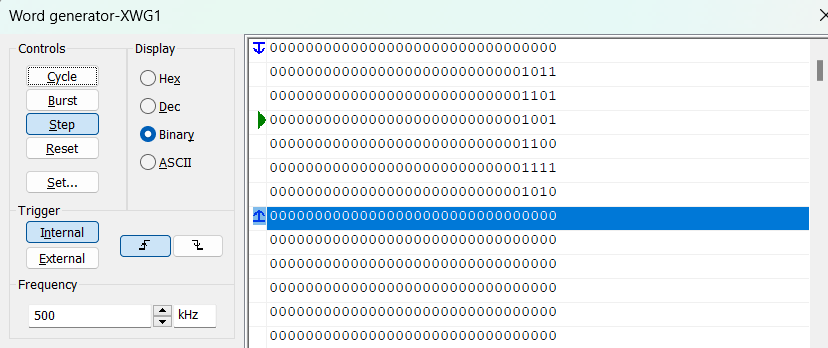 Word generator-XWG1
Controls
Cycle
Burst
Step
Reset
Set...
Display
Hex
Dec
Binary
ASCII
Trigger
Internal
External
Frequency
500 kHz
00000000000000000000000000000000
00000000000000000000000000001011
00000000000000000000000000001101
00000000000000000000000000001001
00000000000000000000000000001100
00000000000000000000000000001111
00000000000000000000000000001010
00000000000000000000000000000000
00000000000000000000000000000000
00000000000000000000000000000000
00000000000000000000000000000000
00000000000000000000000000000000
00000000000000000000000000000000